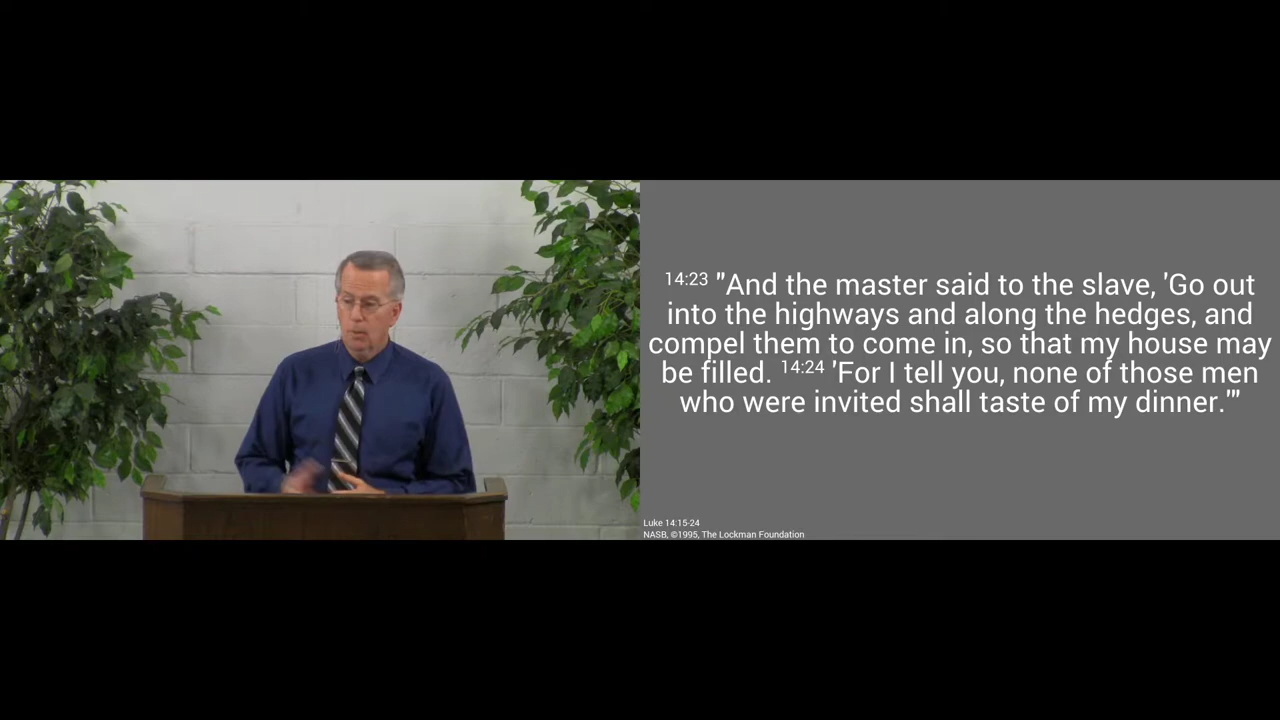 14:23 "And the master said to the slave, 'Go out
into the highways and along the hedges, and
compel them to come in, so that my house may
be filled. 14:24 'For I tell you, none of those men
who were invited shall taste of my dinner.'"
Luke 14:15-24
NASB, ©1995, The Lockman Foundation